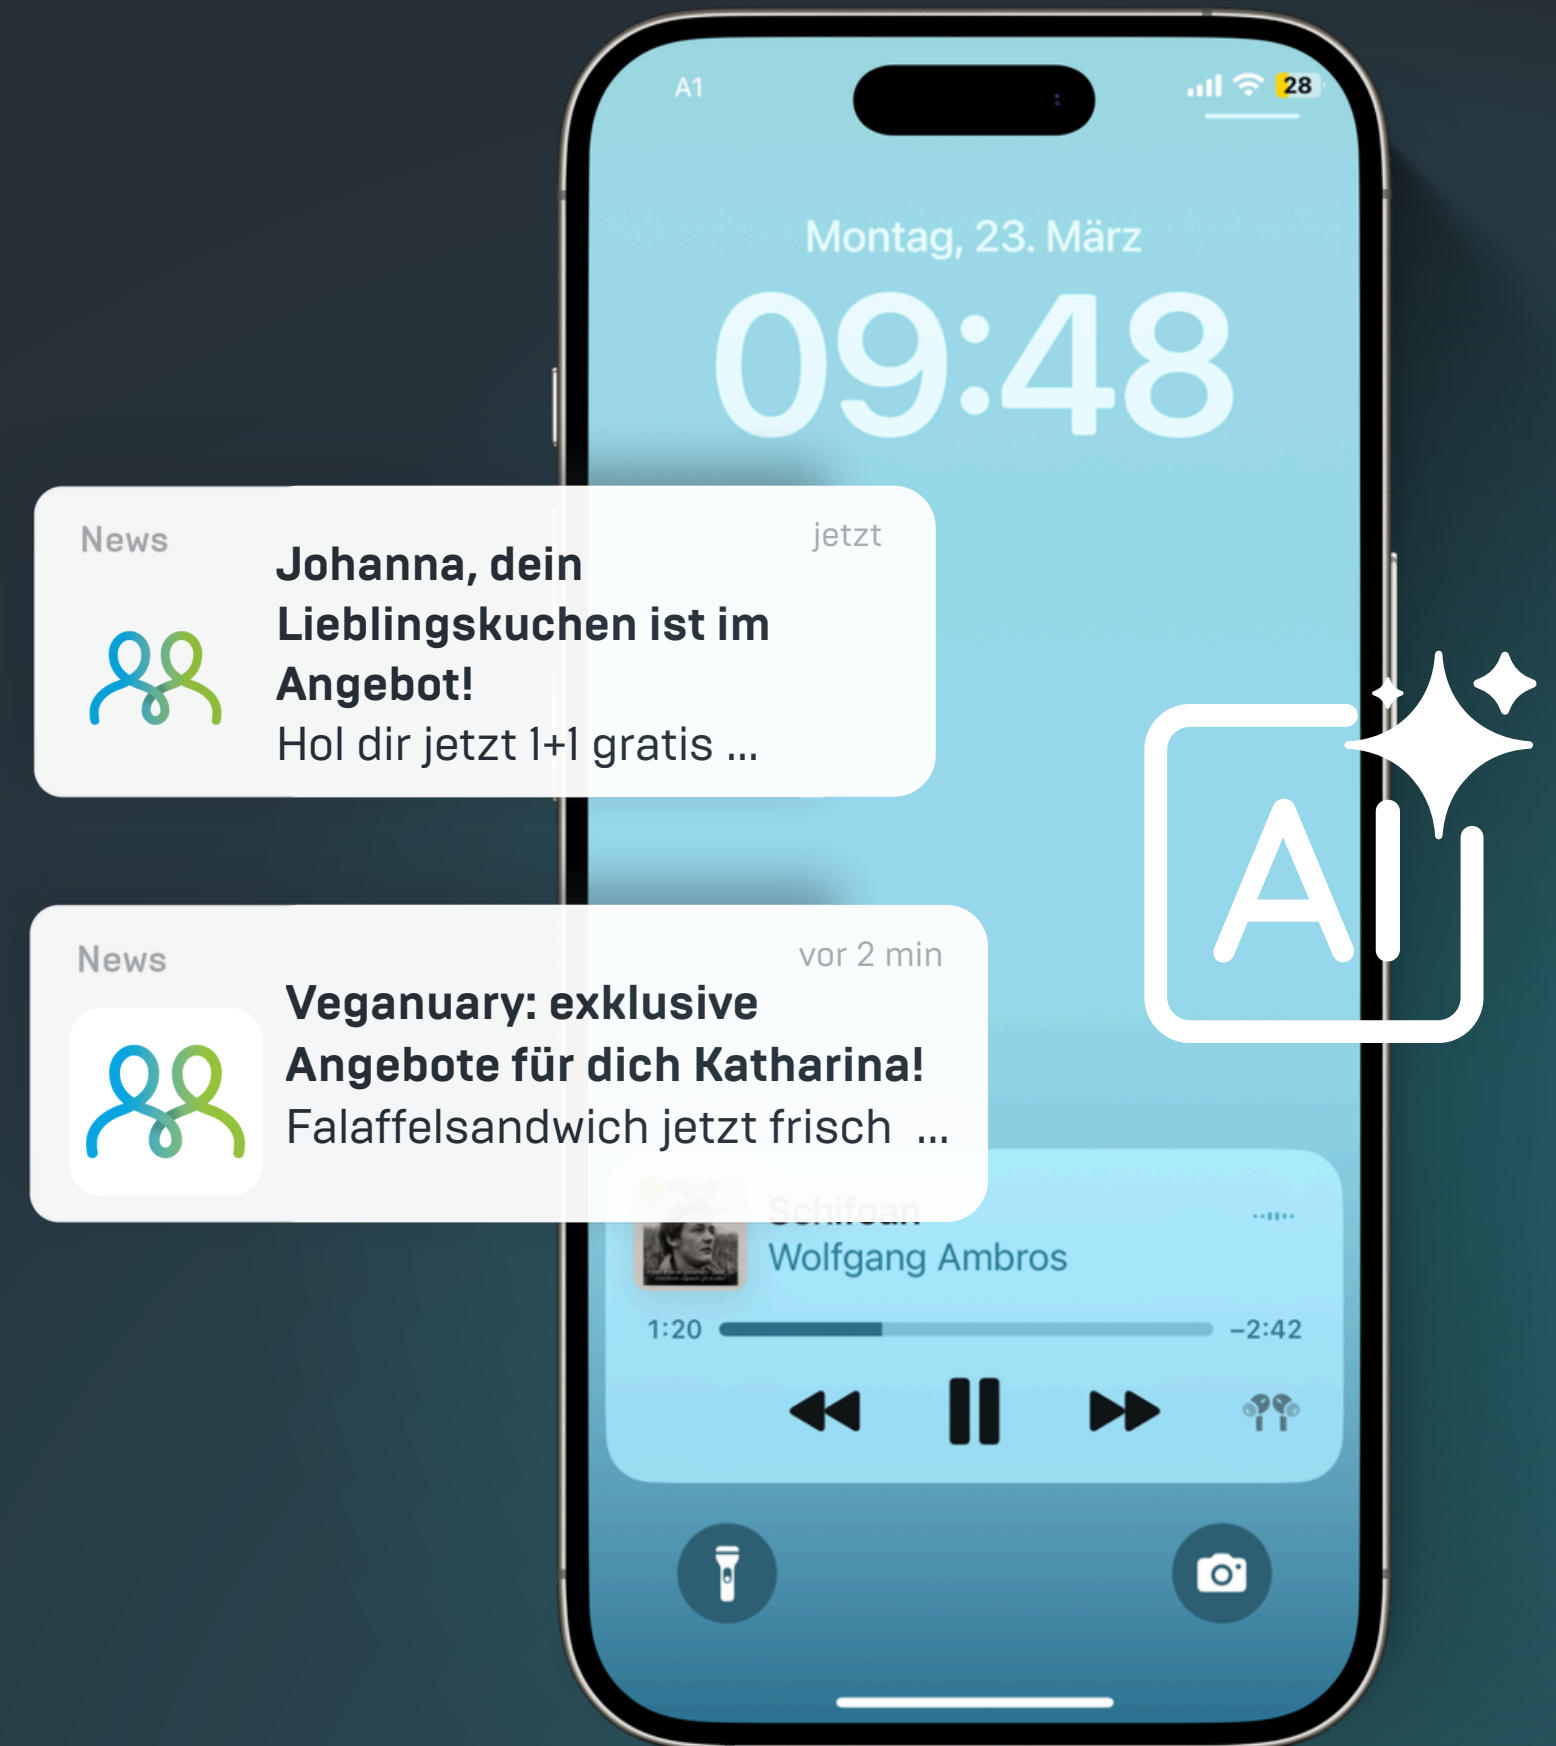 A1
28
Montag, 23. März
09:48
News
jetzt
Johanna, dein
Lieblingskuchen ist im
Angebot!
Hol dir jetzt 1+1 gratis ...
AI
News
vor 2 min
Veganuary: exklusive
Angebote für dich Katharina!
Falaffelsandwich jetzt frisch ...
Schifoan
Wolfgang Ambros
1:20
−2:42